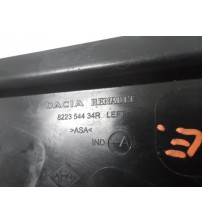 DACIA RENAULT
8223 544 34R LEFT
>ASA<
IND A